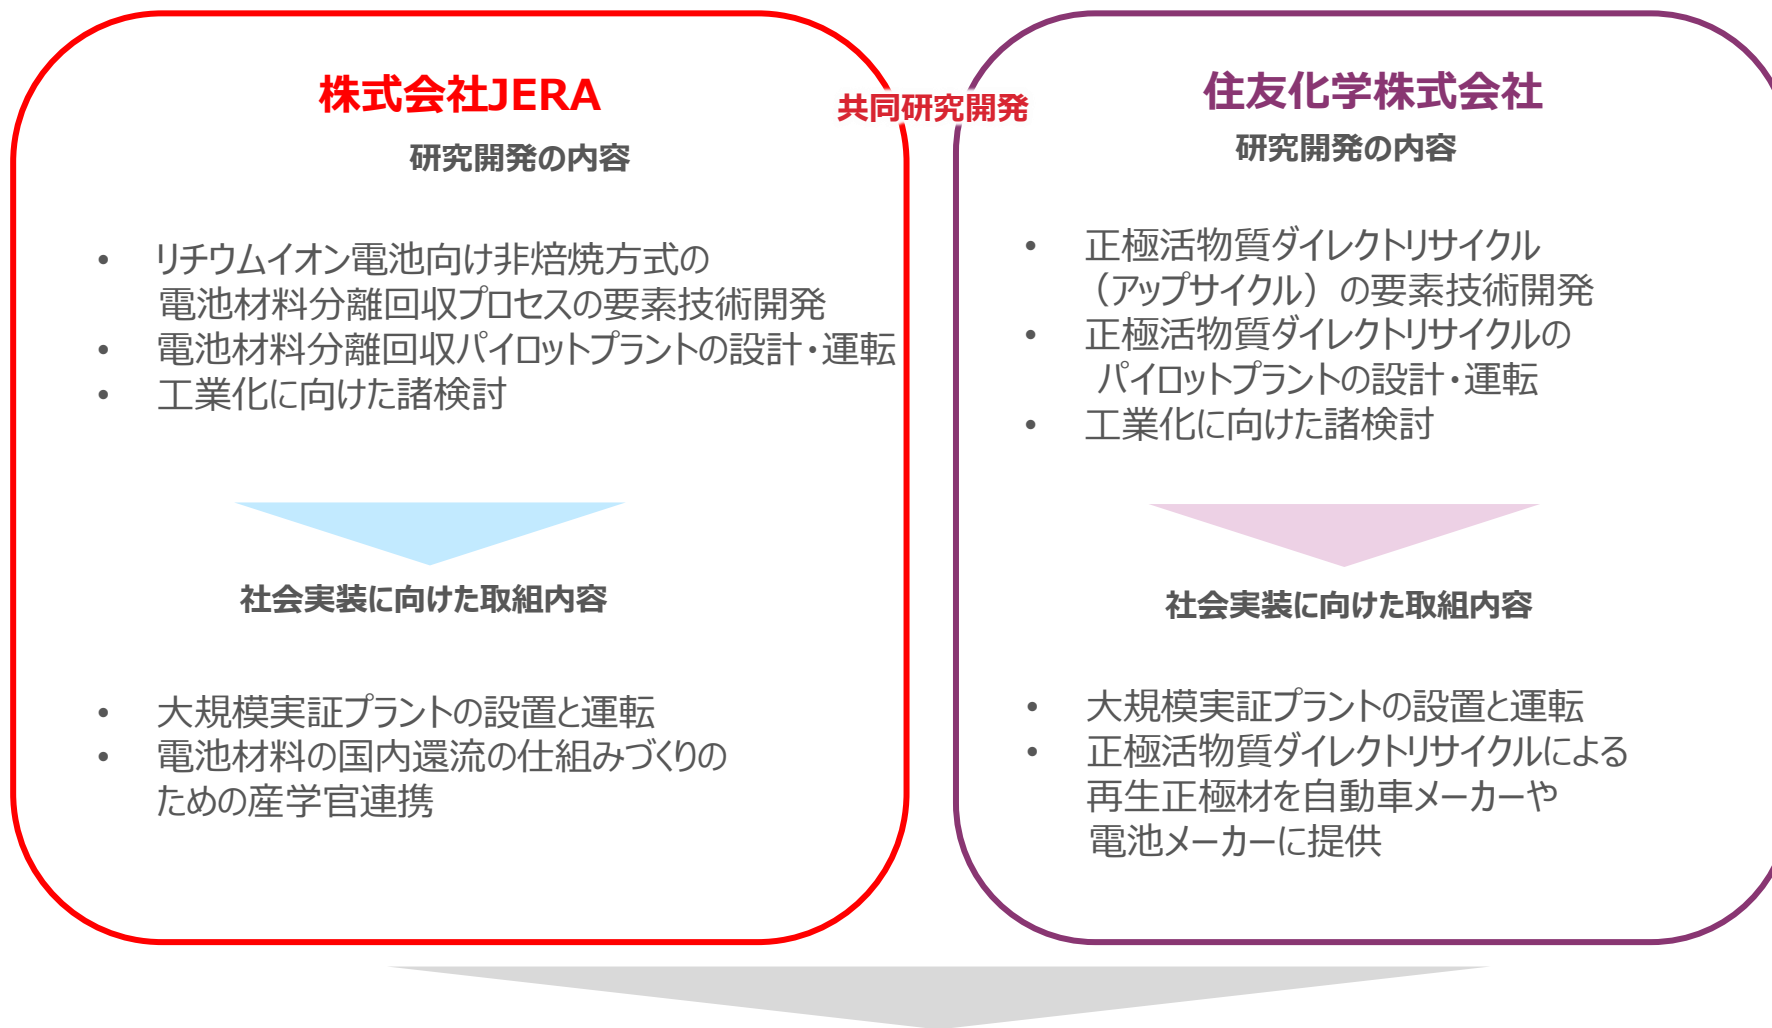 株式会社JERA
研究開発の内容
• リチウムイオン電池向け非焙焼方式の
電池材料分離回収プロセスの要素技術開発
• 電池材料分離回収パイロットプラントの設計・運転
• 工業化に向けた諸検討
社会実装に向けた取組内容
• 大規模実証プラントの設置と運転
• 電池材料の国内還流の仕組みづくりの
ための産学官連携
共同研究開発
住友化学株式会社
研究開発の内容
• 正極活物質ダイレクトリサイクル
（アップサイクル）の要素技術開発
• 正極活物質ダイレクトリサイクルの
パイロットプラントの設計・運転
• 工業化に向けた諸検討
社会実装に向けた取組内容
• 大規模実証プラントの設置と運転
• 正極活物質ダイレクトリサイクルによる
再生正極材を自動車メーカーや
電池メーカーに提供